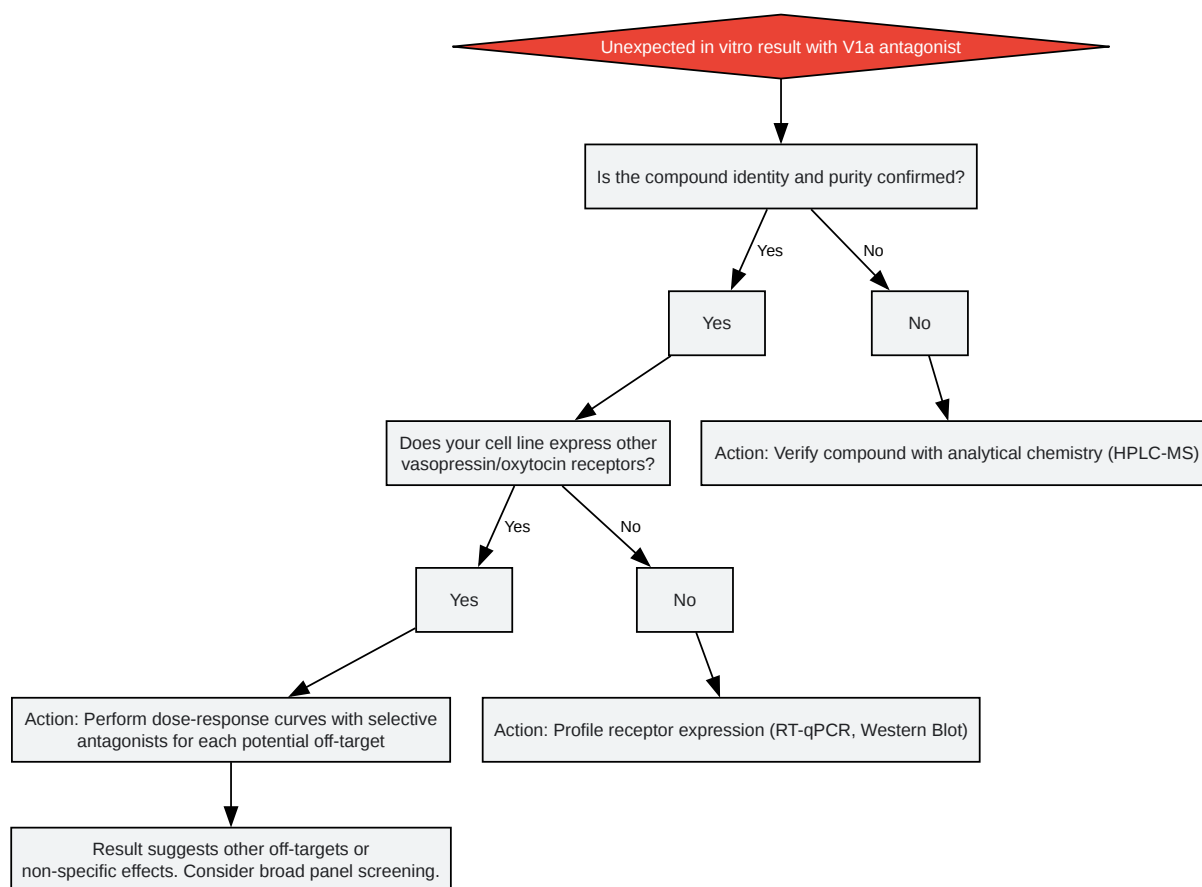 Unexpected in vitro result with V1a antagonist
Is the compound identity and purity confirmed?
Yes
No
Yes
No
Does your cell line express other
vasopressin/oxytocin receptors?
Action: Verify compound with analytical chemistry (HPLC-MS)
Yes
No
Yes
No
Action: Perform dose-response curves with selective
antagonists for each potential off-target
Action: Profile receptor expression (RT-qPCR, Western Blot)
Result suggests other off-targets or
non-specific effects. Consider broad panel screening.